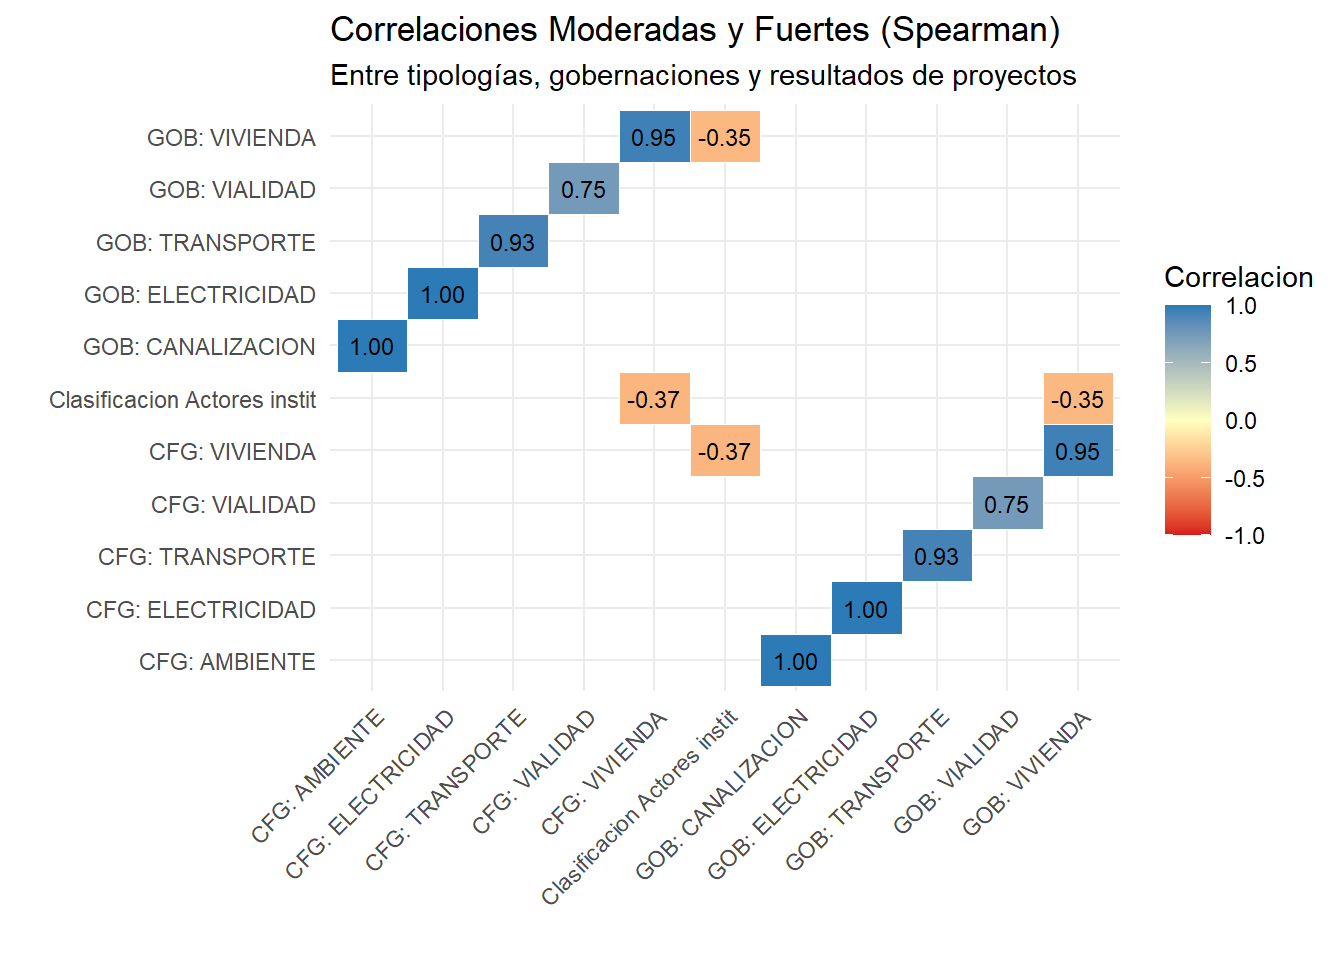 Correlaciones Moderadas y Fuertes (Spearman)
Entre tipologías, gobernaciones y resultados de proyectos
GOB: VIVIENDA
0.95
-0.35
GOB: VIALIDAD
0.75
GOB: TRANSPORTE
0.93
GOB: ELECTRICIDAD
1.00
GOB: CANALIZACION
1.00
Clasificacion Actores instit
-0.37
-0.35
CFG: VIVIENDA
-0.37
0.95
CFG: VIALIDAD
0.75
CFG: TRANSPORTE
0.93
CFG: ELECTRICIDAD
1.00
CFG: AMBIENTE
1.00
CFG: AMBIENTE
CFG: ELECTRICIDAD
CFG: TRANSPORTE
CFG: VIALIDAD
CFG: VIVIENDA
Clasificacion Actores instit
GOB: CANALIZACION
GOB: ELECTRICIDAD
GOB: TRANSPORTE
GOB: VIALIDAD
GOB: VIVIENDA
Correlacion
1.0
0.5
0.0
-0.5
-1.0